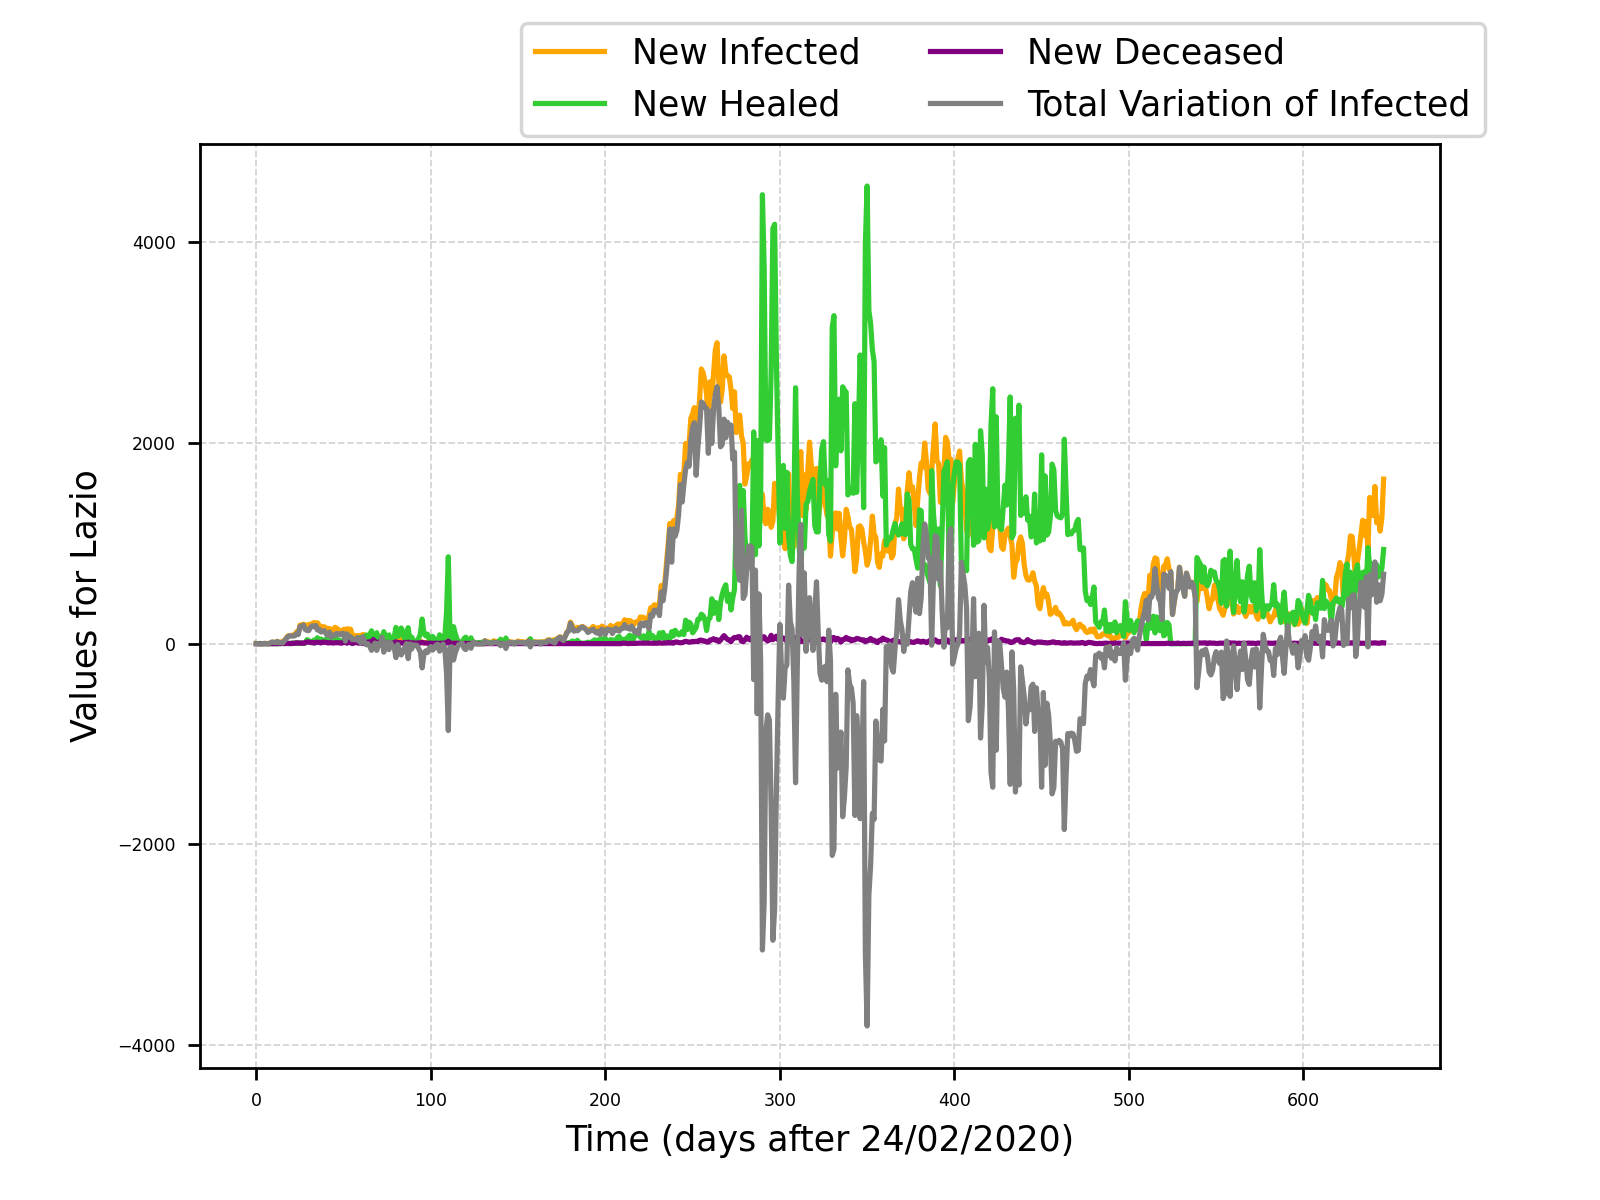 New Infected
New Healed
New Deceased
Total Variation of Infected
Values for Lazio
4000
2000
0
−2000
−4000
0 100 200 300 400 500 600
Time (days after 24/02/2020)